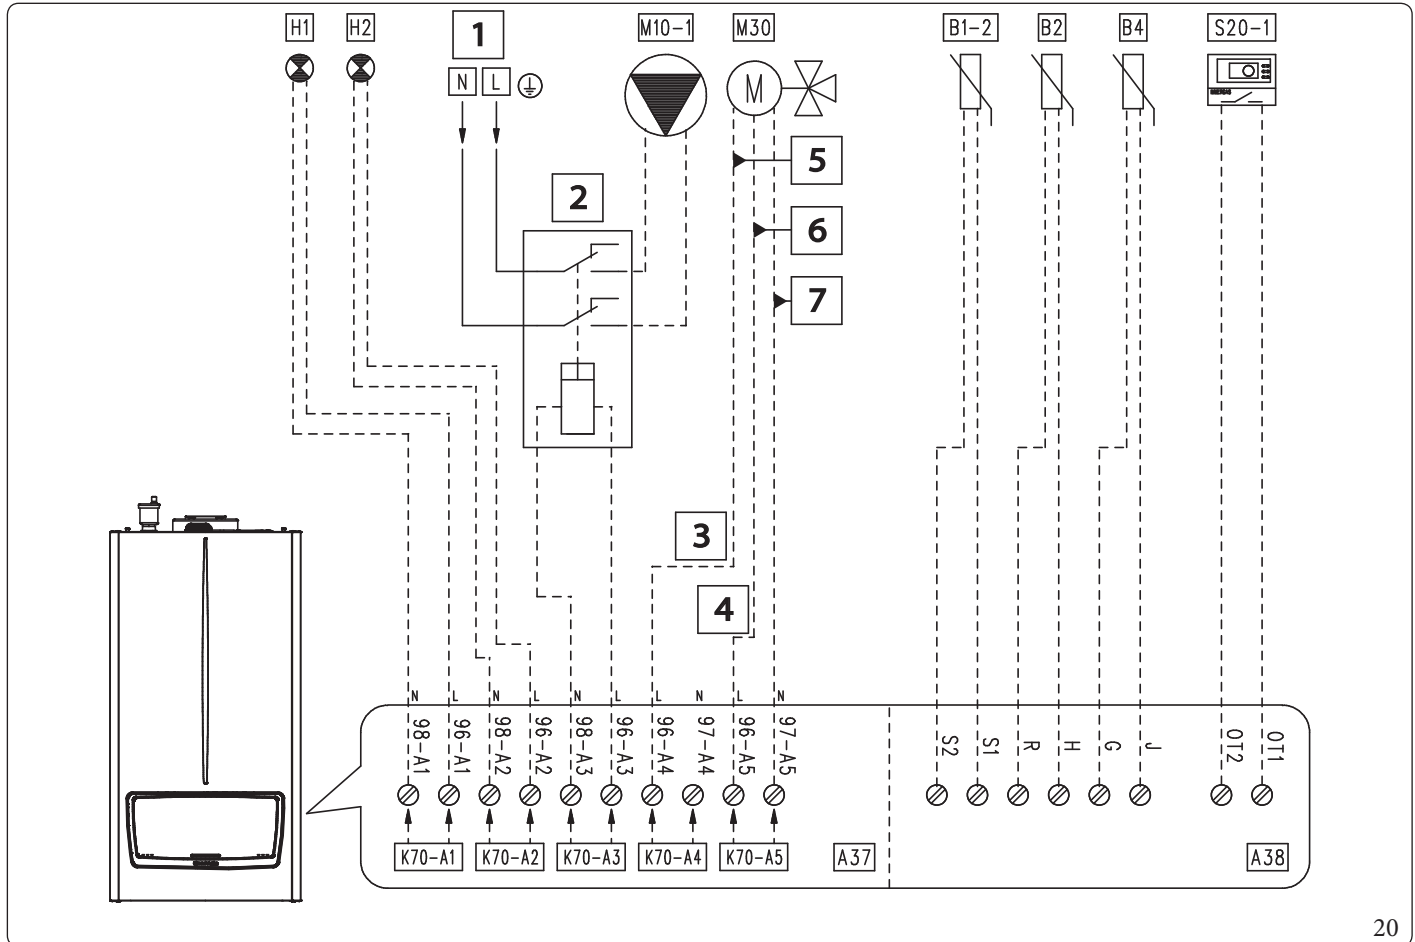 H1 H2 1 M10-1 M30 B1-2 B2 B4 S20-1
N L M
5
2
6
7
3
4
N L N L N L L N L N
98-A1 96-A1 98-A2 96-A2 98-A3 96-A3 96-A4 97-A4 96-A5 97-A5 S2 S1 R H G J OT2 OT1
K70-A1 K70-A2 K70-A3 K70-A4 K70-A5 A37 A38
20